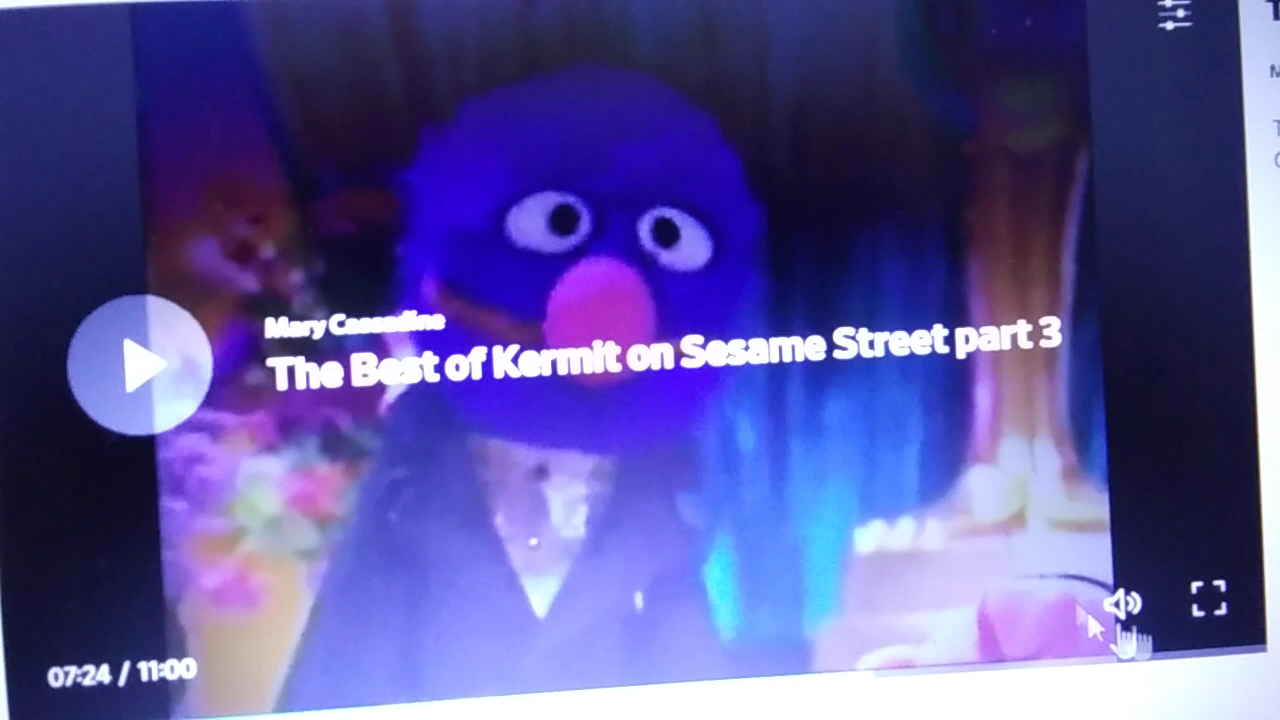 Mary Cassadine
The Best of Kermit on Sesame Street part 3
07:24 / 11:00